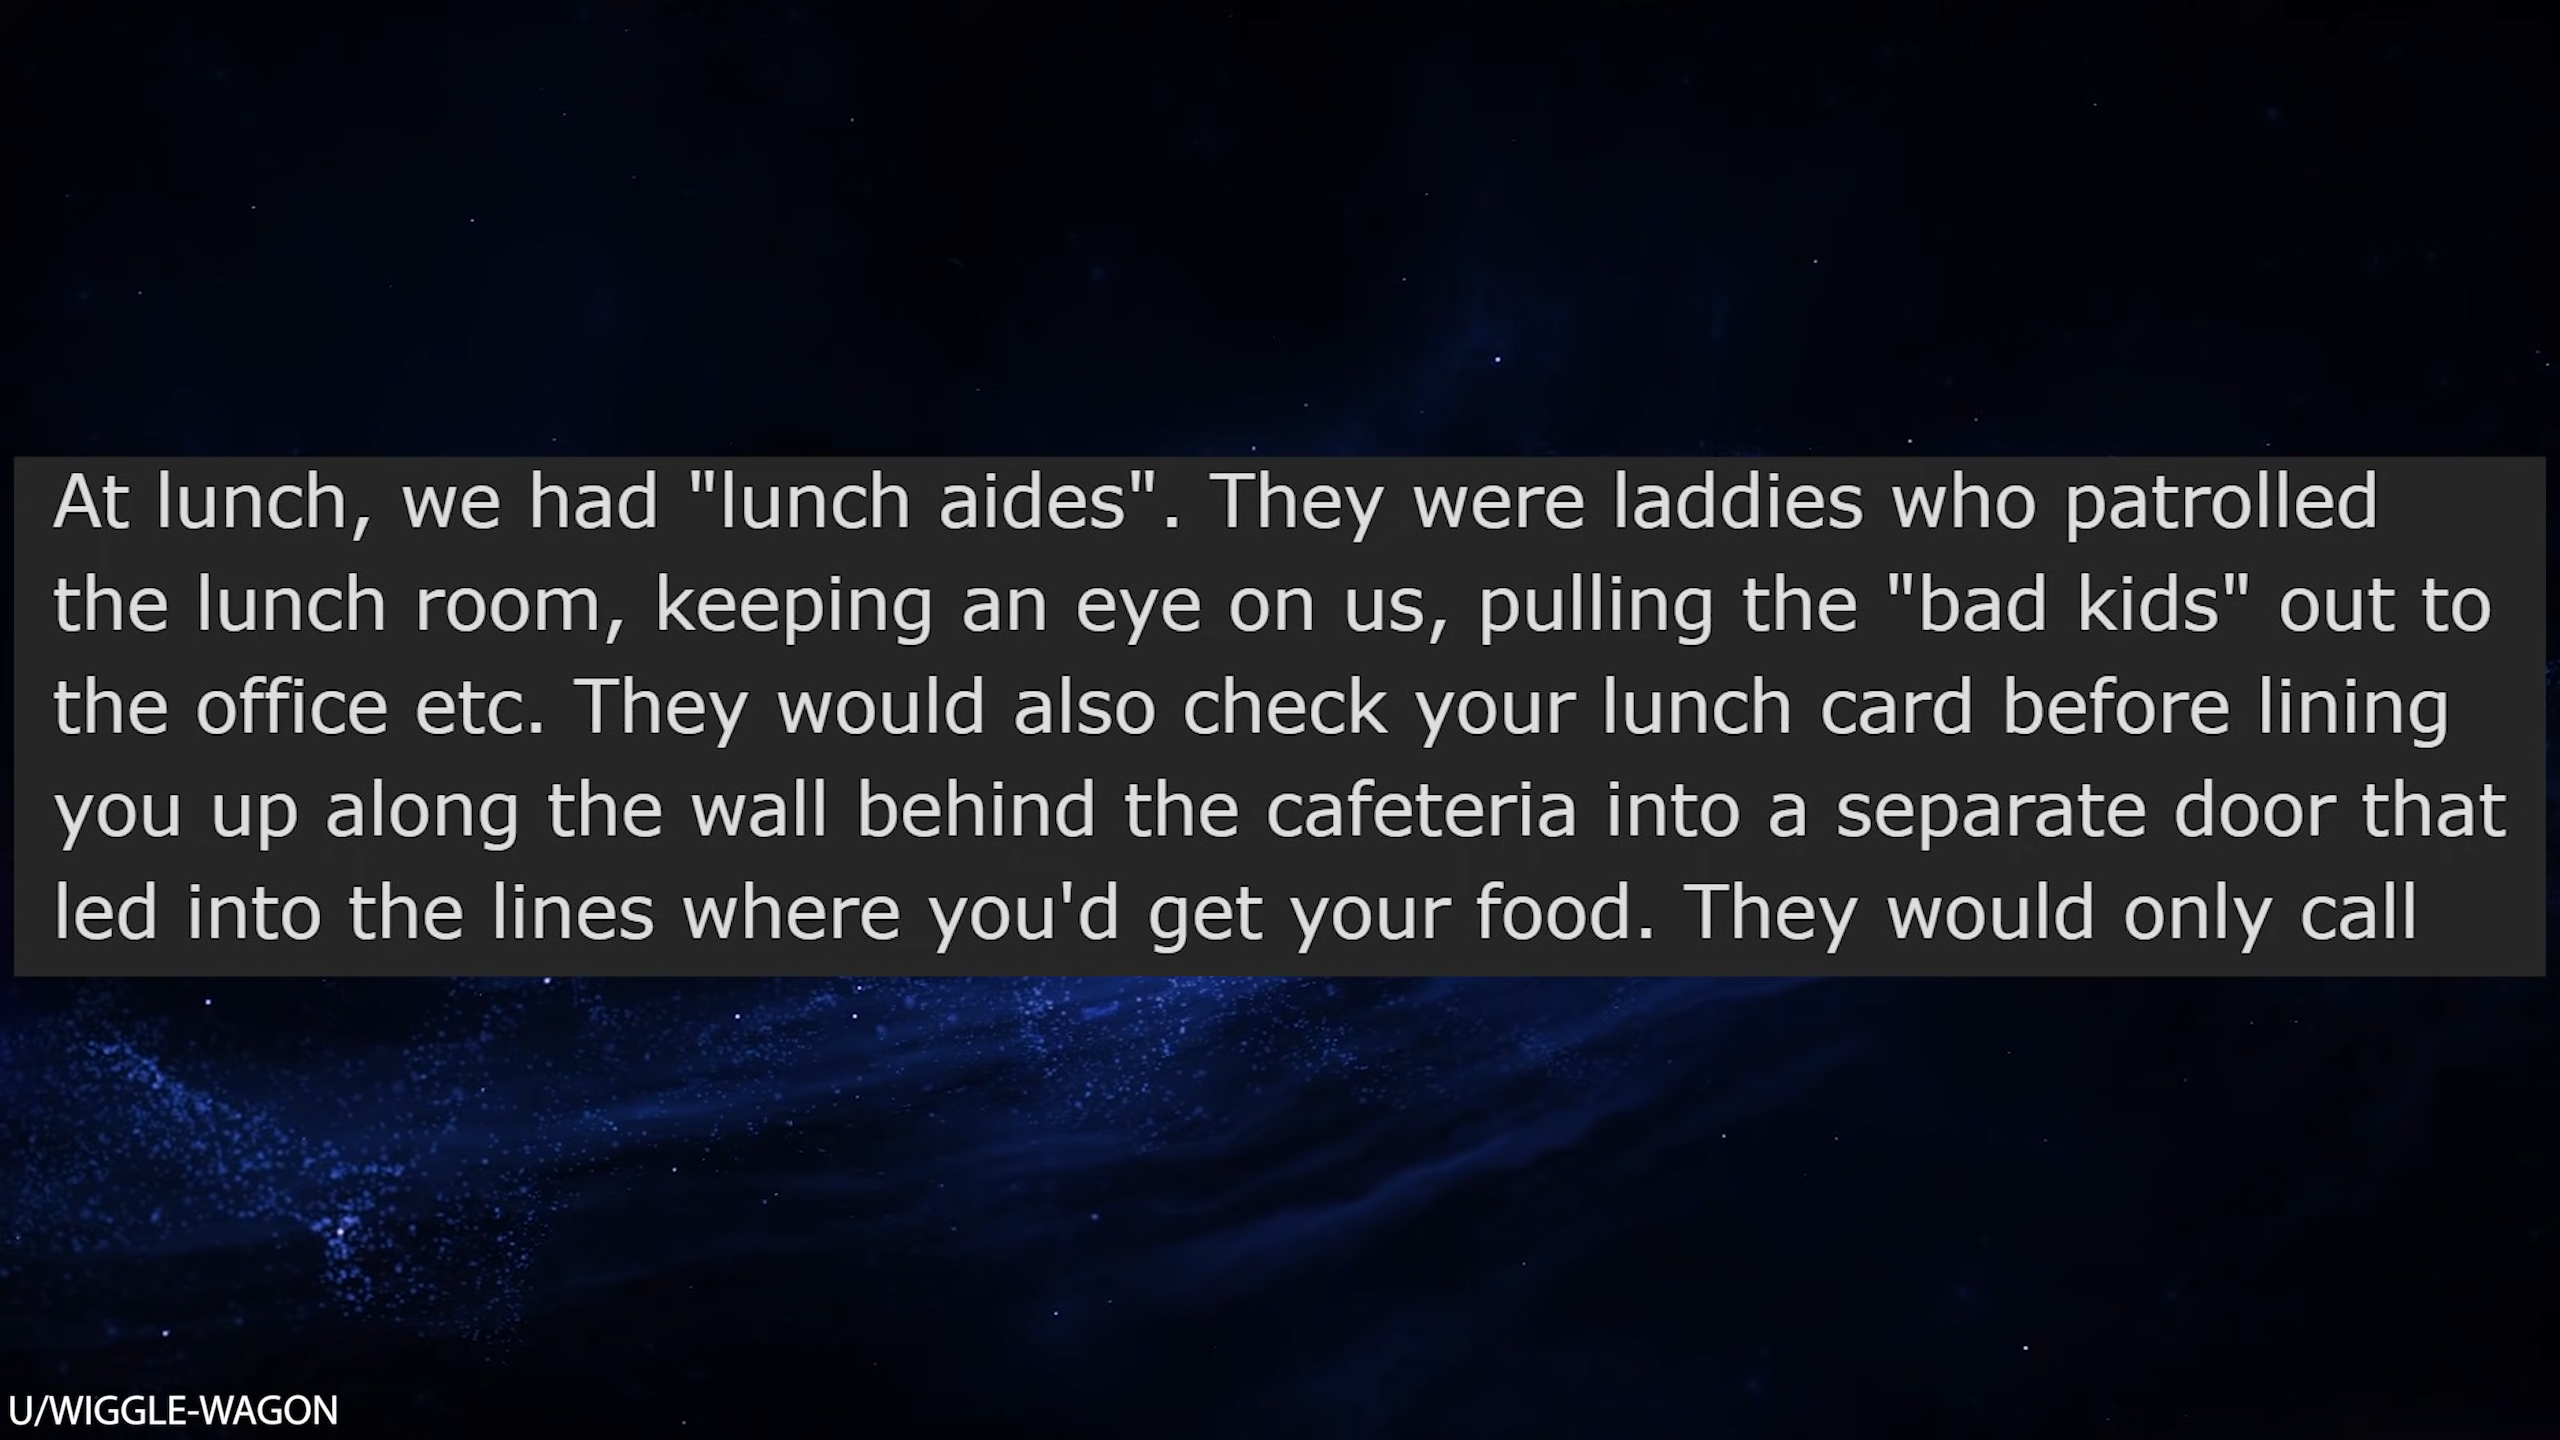 At lunch, we had "lunch aides". They were laddies who patrolled
the lunch room, keeping an eye on us, pulling the "bad kids" out to
the office etc. They would also check your lunch card before lining
you up along the wall behind the cafeteria into a separate door that
led into the lines where you'd get your food. They would only call
U/WIGGLE-WAGON